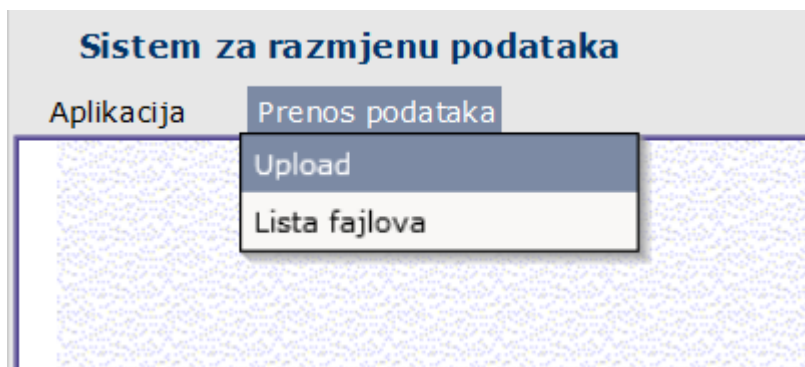 Sistem za razmjenu podataka
Aplikacija Prenos podataka
Upload
Lista fajlova